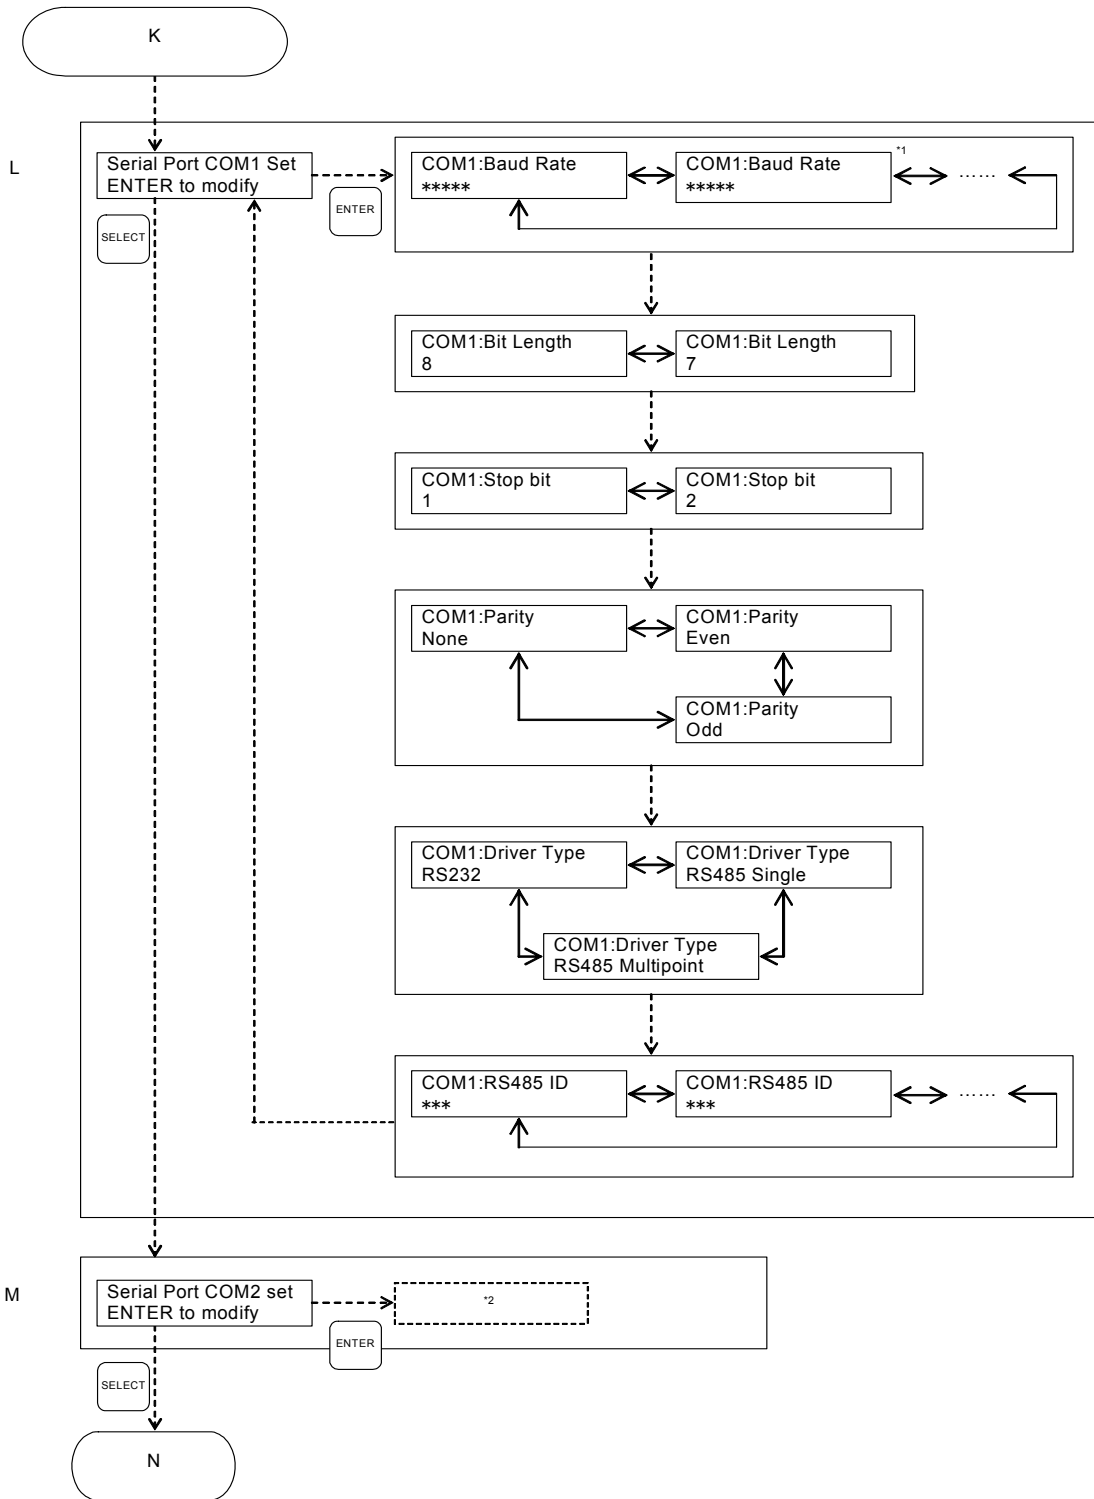 K
L
Serial Port COM1 Set
ENTER to modify
SELECT
ENTER
COM1:Baud Rate
*****
COM1:Baud Rate
*****
*1
......
COM1:Bit Length
8
COM1:Bit Length
7
COM1:Stop bit
1
COM1:Stop bit
2
COM1:Parity
None
COM1:Parity
Even
COM1:Parity
Odd
COM1:Driver Type
RS232
COM1:Driver Type
RS485 Single
COM1:Driver Type
RS485 Multipoint
COM1:RS485 ID
***
COM1:RS485 ID
***
......
M
Serial Port COM2 set
ENTER to modify
*2
ENTER
SELECT
N